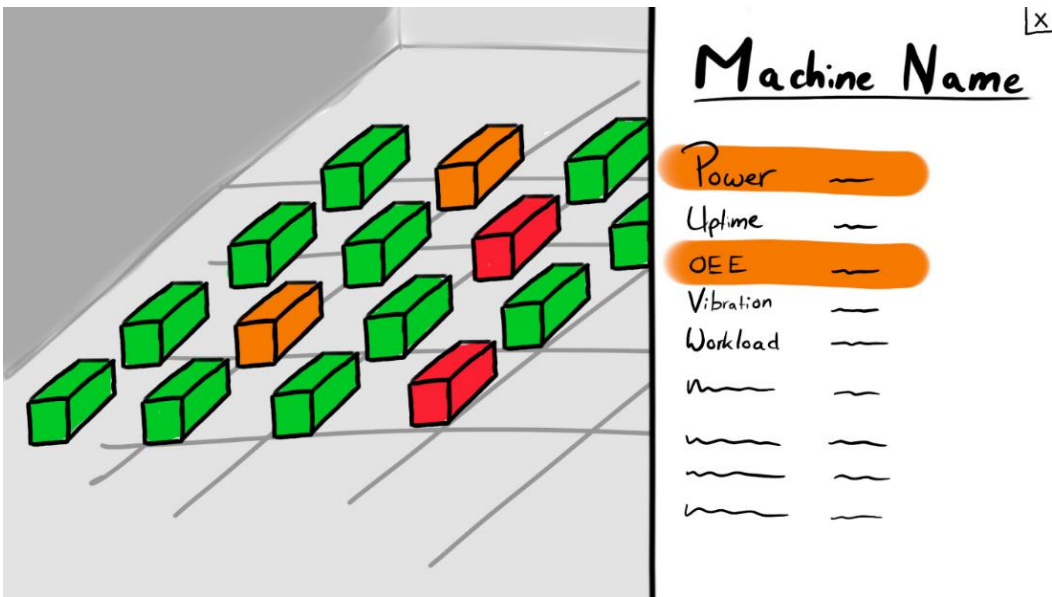 X
Machine Name
Power
Uptime
OEE
Vibration
Workload